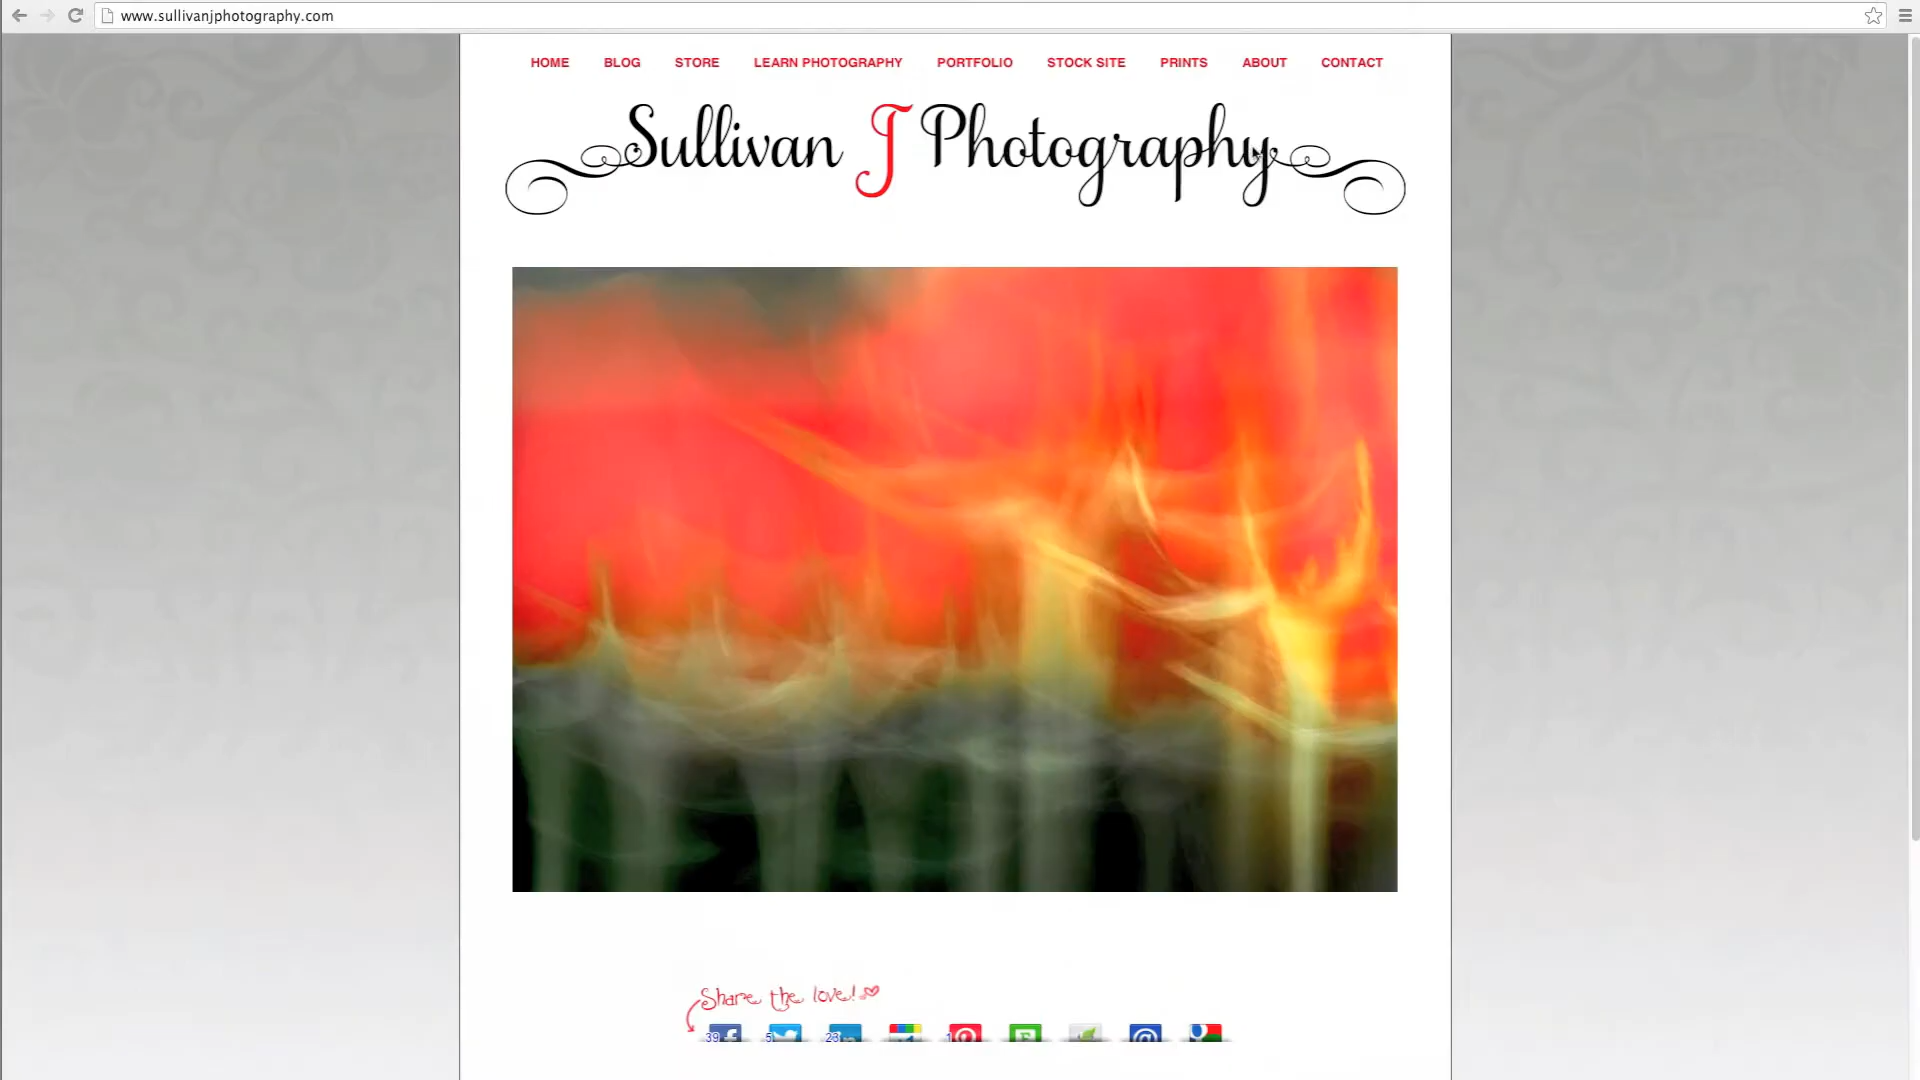 www.sullivanjphotography.com
HOME BLOG STORE LEARN PHOTOGRAPHY PORTFOLIO STOCK SITE PRINTS ABOUT CONTACT
Sullivan J Photography
Share the love!